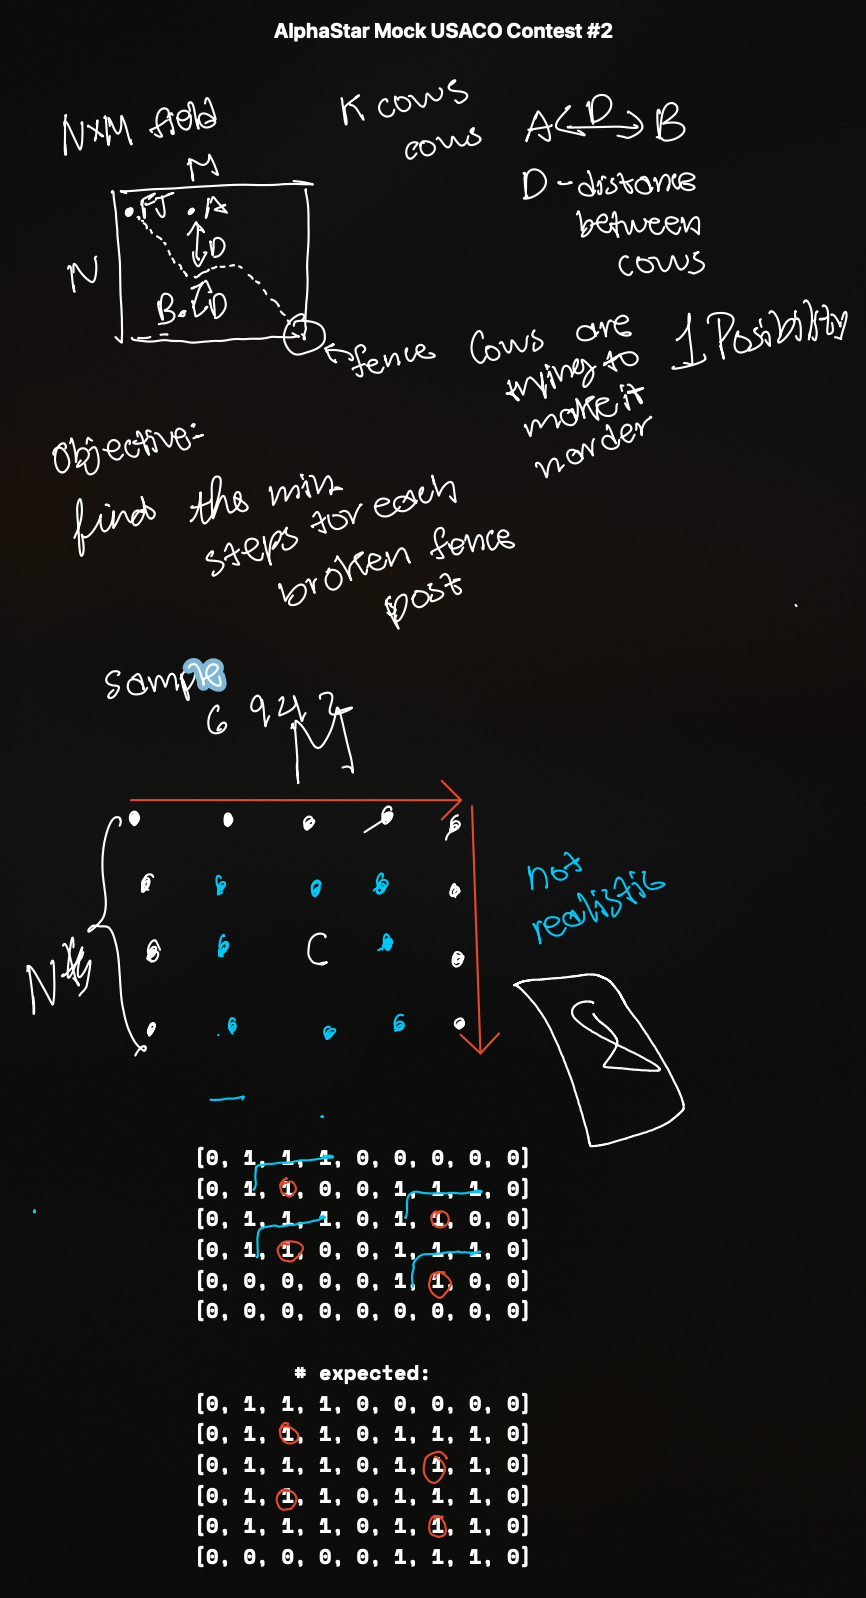 AlphaStar Mock USACO Contest #2
NxM field
K cows
cows
A D B
M
D-distance
between
cows
FJ A
D
N
B D
fence
Cows are
trying to
make it
harder
1 Posibility
objective:
finds the min
steps for each
broken fence
post
sample
6 9 4 2
M
not
realistic
C
N
[0, 1, 1, 1, 0, 0, 0, 0, 0]
[0, 1, 1, 0, 0, 1, 1, 1, 0]
[0, 1, 1, 1, 0, 1, 1, 0, 0]
[0, 1, 1, 0, 0, 1, 1, 1, 0]
[0, 0, 0, 0, 0, 1, 1, 0, 0]
[0, 0, 0, 0, 0, 0, 0, 0, 0]
# expected:
[0, 1, 1, 1, 0, 0, 0, 0, 0]
[0, 1, 1, 1, 0, 1, 1, 1, 0]
[0, 1, 1, 1, 0, 1, 1, 1, 0]
[0, 1, 1, 1, 0, 1, 1, 1, 0]
[0, 1, 1, 1, 0, 1, 1, 1, 0]
[0, 0, 0, 0, 0, 1, 1, 1, 0]